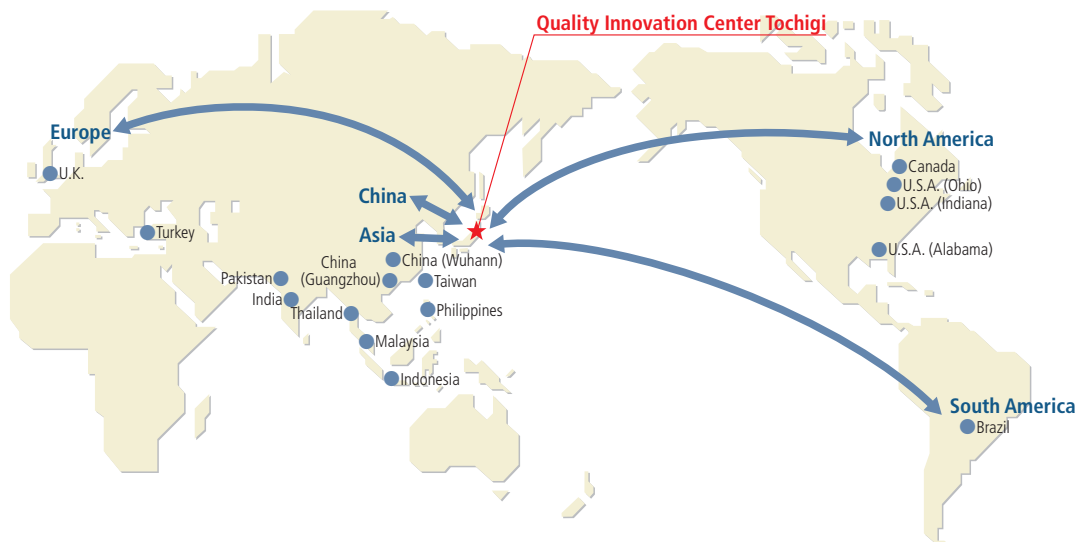 Quality Innovation Center Tochigi
Europe
U.K.
Turkey
China
Asia
China (Wuhann)
China
(Guangzhou)
Taiwan
Pakistan
India
Thailand
Philippines
Malaysia
Indonesia
North America
Canada
U.S.A. (Ohio)
U.S.A. (Indiana)
U.S.A. (Alabama)
South America
Brazil